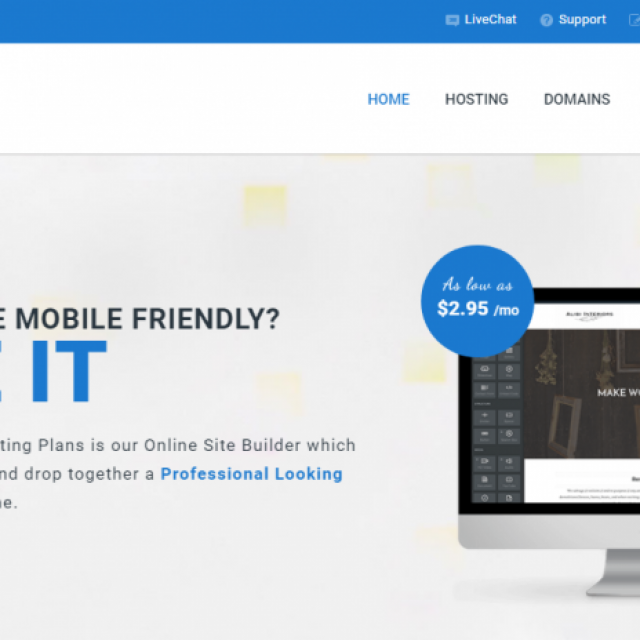 LiveChat Support
HOME HOSTING DOMAINS
E MOBILE FRIENDLY?
IT
As low as
$2.95 /mo
MAKE WO
ting Plans is our Online Site Builder which
nd drop together a Professional Looking
e.